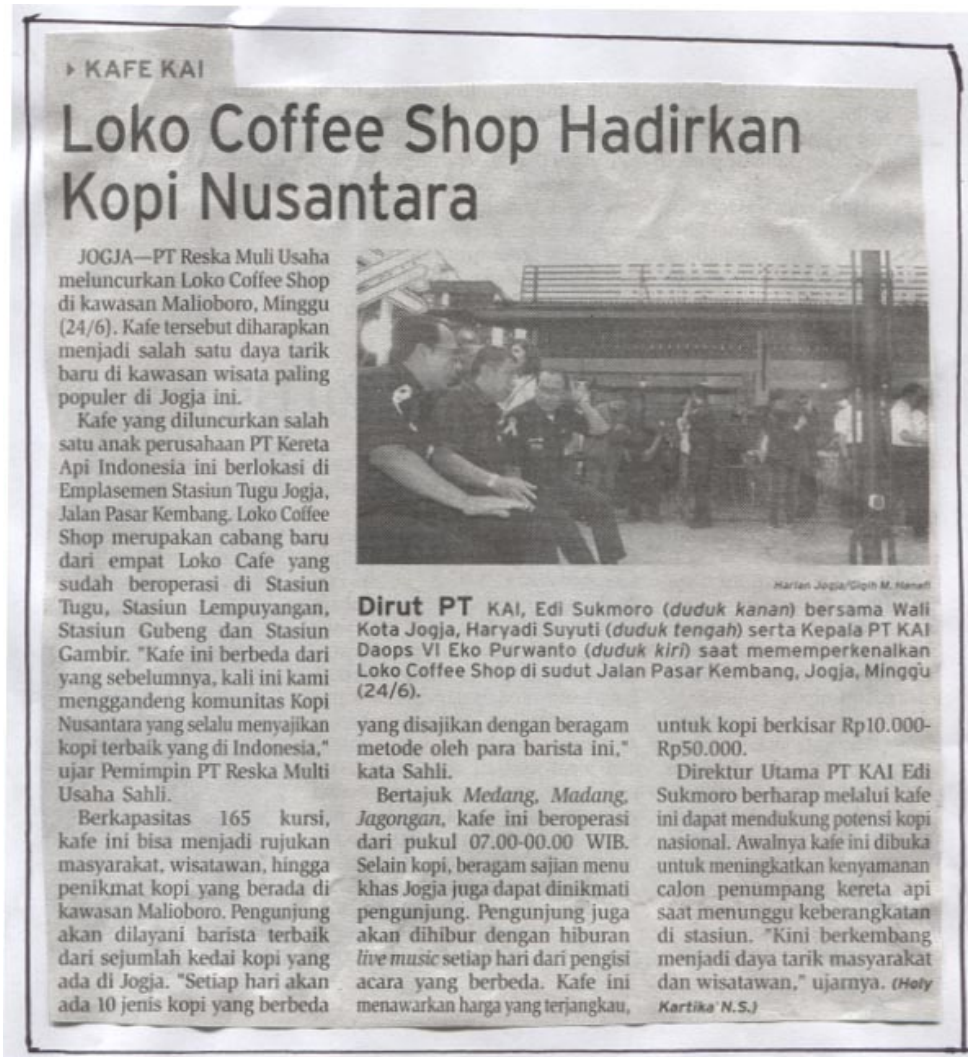 ▸ KAFE KAI
Loko Coffee Shop Hadirkan
Kopi Nusantara
JOGJA—PT Reska Muli Usaha
meluncurkan Loko Coffee Shop
di kawasan Malioboro, Minggu
(24/6). Kafe tersebut diharapkan
menjadi salah satu daya tarik
baru di kawasan wisata paling
populer di Jogja ini.
Kafe yang diluncurkan salah
satu anak perusahaan PT Kereta
Api Indonesia ini berlokasi di
Emplasemen Stasiun Tugu Jogja,
Jalan Pasar Kembang. Loko Coffee
Shop merupakan cabang baru
dari empat Loko Cafe yang
sudah beroperasi di Stasiun
Tugu, Stasiun Lempuyangan,
Stasiun Gubeng dan Stasiun
Gambir. "Kafe ini berbeda dari
yang sebelumnya, kali ini kami
menggandeng komunitas Kopi
Nusantara yang selalu menyajikan
kopi terbaik yang di Indonesia,"
ujar Pemimpin PT Reska Multi
Usaha Sahli.
Berkapasitas 165 kursi,
kafe ini bisa menjadi rujukan
masyarakat, wisatawan, hingga
penikmat kopi yang berada di
kawasan Malioboro. Pengunjung
akan dilayani barista terbaik
dari sejumlah kedai kopi yang
ada di Jogja. "Setiap hari akan
ada 10 jenis kopi yang berbeda
Harian Jogja/Gigih M. Hanafi
Dirut PT KAI, Edi Sukmoro (duduk kanan) bersama Wali
Kota Jogja, Haryadi Suyuti (duduk tengah) serta Kepala PT KAI
Daops VI Eko Purwanto (duduk kiri) saat mememperkenalkan
Loko Coffee Shop di sudut Jalan Pasar Kembang, Jogja, Minggu
(24/6).
yang disajikan dengan beragam
metode oleh para barista ini,"
kata Sahli.
Bertajuk Medang, Madang,
Jagongan, kafe ini beroperasi
dari pukul 07.00-00.00 WIB.
Selain kopi, beragam sajian menu
khas Jogja juga dapat dinikmati
pengunjung. Pengunjung juga
akan dihibur dengan hiburan
live music setiap hari dari pengisi
acara yang berbeda. Kafe ini
menawarkan harga yang terjangkau,
untuk kopi berkisar Rp10.000-
Rp50.000.
Direktur Utama PT KAI Edi
Sukmoro berharap melalui kafe
ini dapat mendukung potensi kopi
nasional. Awalnya kafe ini dibuka
untuk meningkatkan kenyamanan
calon penumpang kereta api
saat menunggu keberangkatan
di stasiun. "Kini berkembang
menjadi daya tarik masyarakat
dan wisatawan," ujarnya. (Holy
Kartika N.S.)